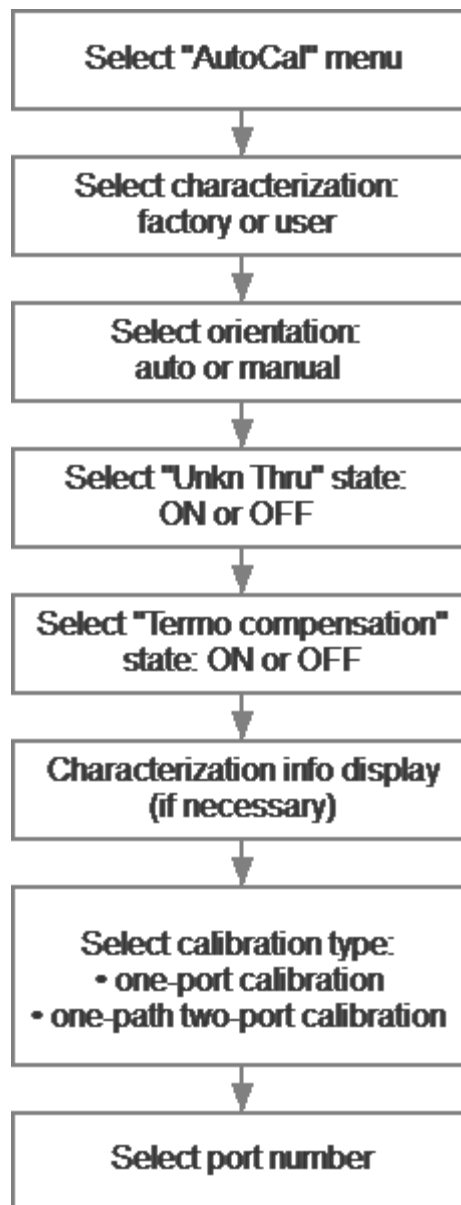 Select "AutoCal" menu
Select characterization:
factory or user
Select orientation:
auto or manual
Select "Unkn Thru" state:
ON or OFF
Select "Termo compensation"
state: ON or OFF
Characterization info display
(if necessary)
Select calibration type:
• one-port calibration
• one-path two-port calibration
Select port number